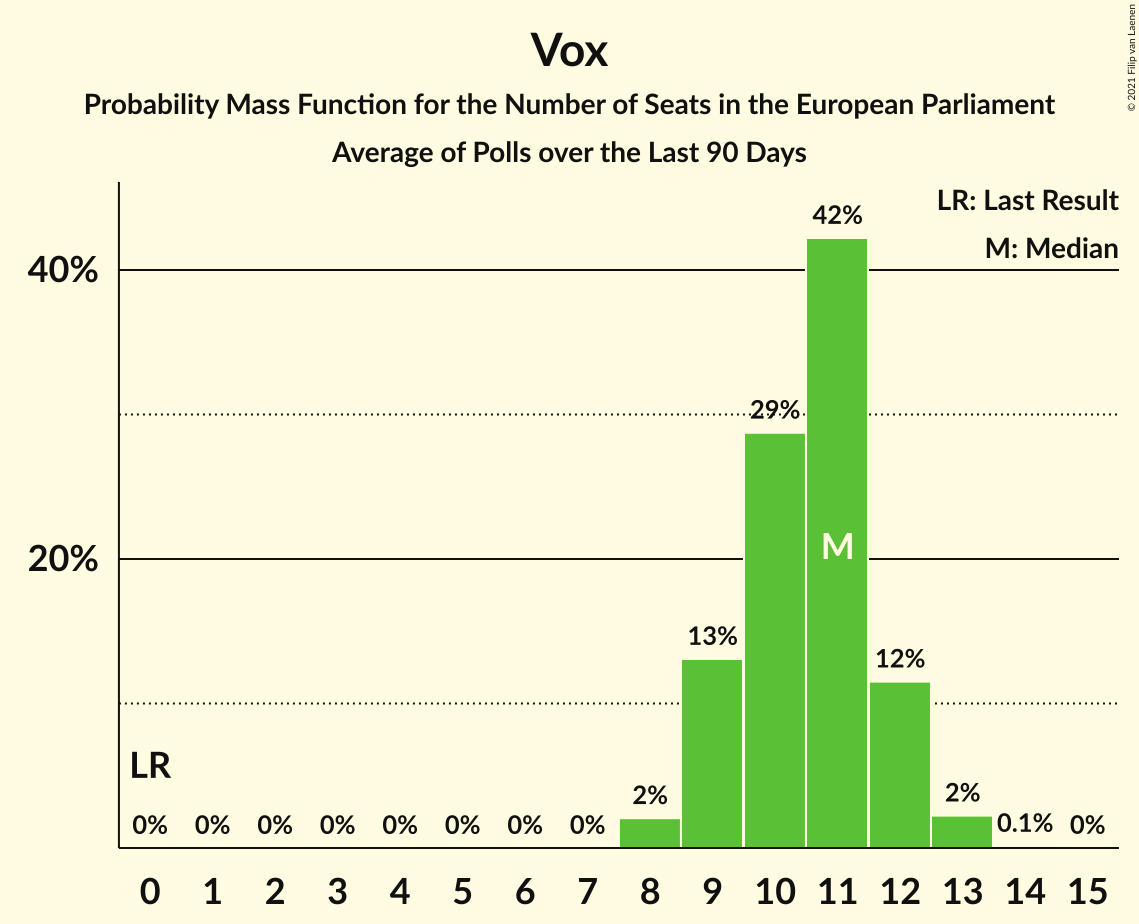 Vox
Probability Mass Function for the Number of Seats in the European Parliament
Average of Polls over the Last 90 Days
© 2021 Filip van Laenen
LR: Last Result
M: Median
42%
40%
29%
M
20%
13%
12%
LR
2%
2%
0% 0% 0% 0% 0% 0% 0% 0% 0.1% 0%
0 1 2 3 4 5 6 7 8 9 10 11 12 13 14 15